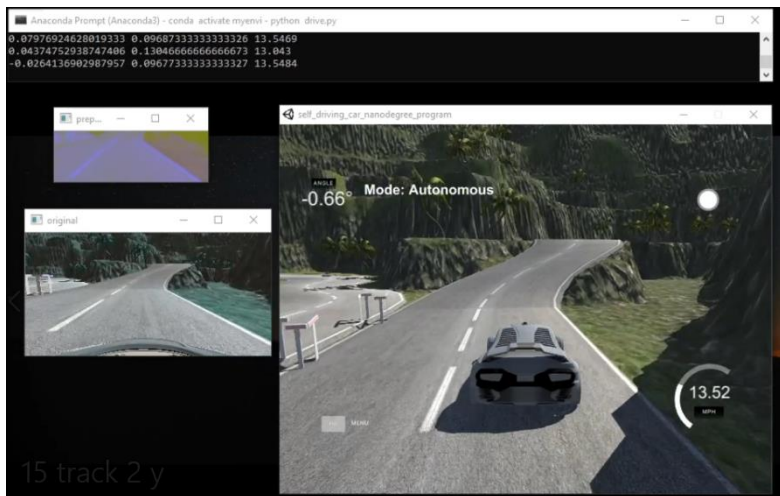 Anaconda Prompt (Anaconda3) - conda activate myenvi - python drive.py
0.07976924628019333 0.09687333333333326 13.5469
0.04374752938747406 0.13046666666666673 13.043
-0.0264136902987957 0.09677333333333327 13.5484
prep...
self_driving_car_nanodegree_program
ANGLE
-0.66°
Mode: Autonomous
original
13.52
MPH
MENU
15 track 2 y